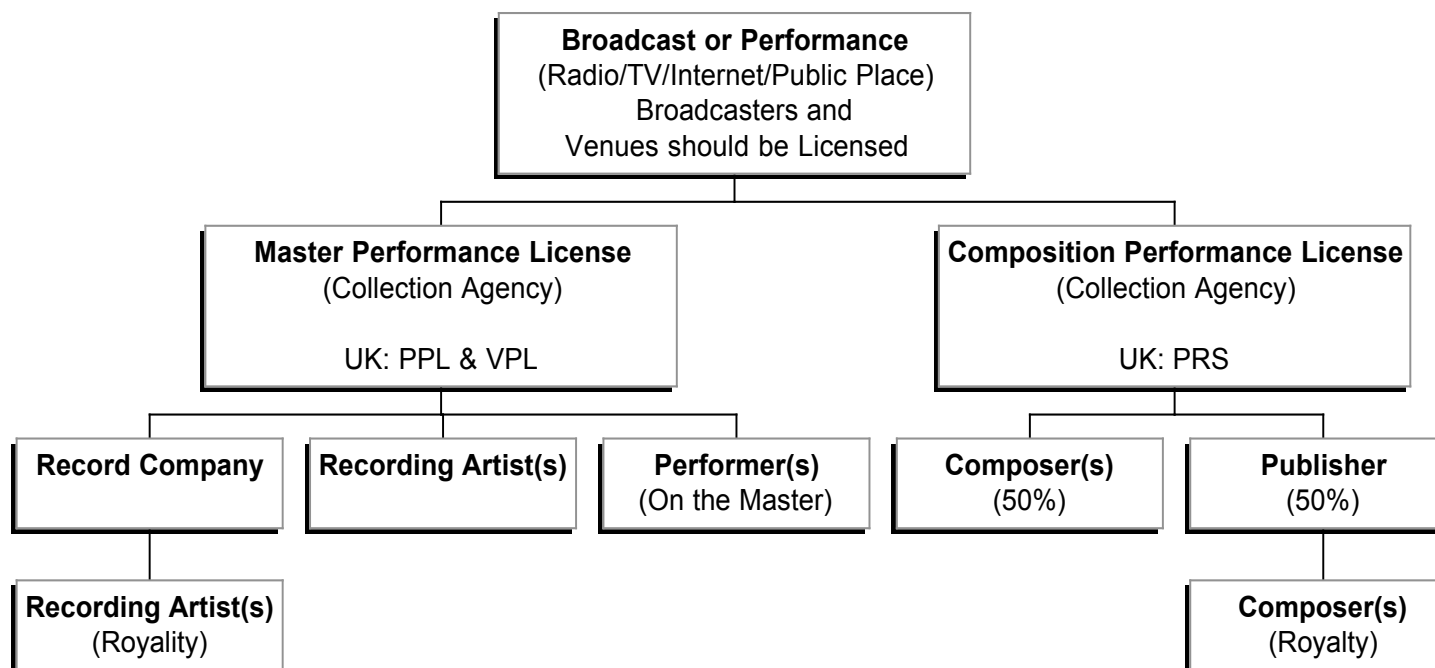 Broadcast or Performance
(Radio/TV/Internet/Public Place)
Broadcasters and
Venues should be Licensed
Master Performance License
(Collection Agency)
UK: PPL & VPL
Composition Performance License
(Collection Agency)
UK: PRS
Record Company
Recording Artist(s)
Performer(s)
(On the Master)
Composer(s)
(50%)
Publisher
(50%)
Recording Artist(s)
(Royality)
Composer(s)
(Royalty)